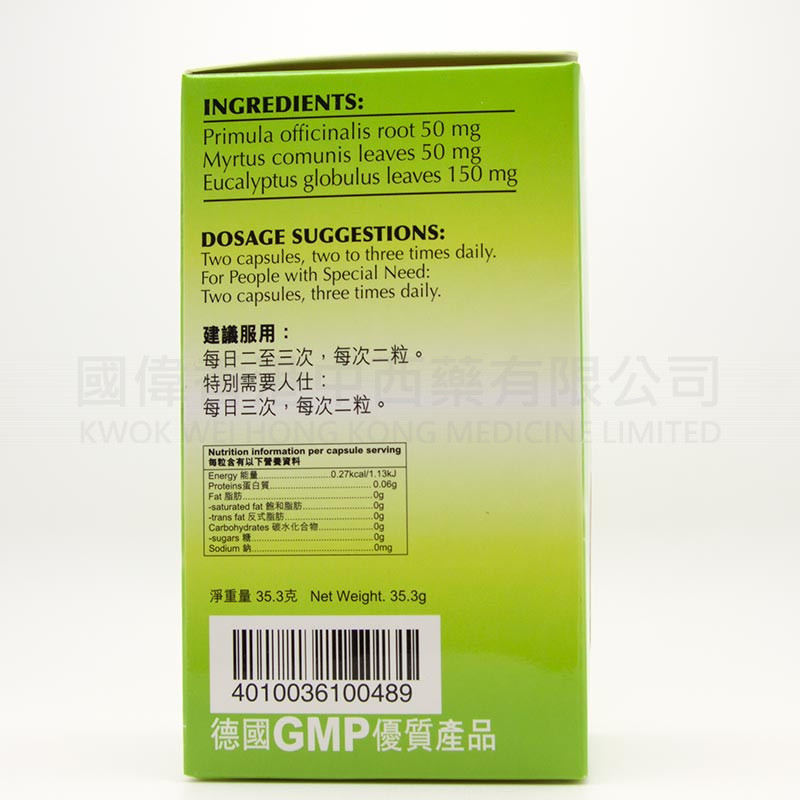 INGREDIENTS:
Primula officinalis root 50 mg
Myrtus comunis leaves 50 mg
Eucalyptus globulus leaves 150 mg
DOSAGE SUGGESTIONS:
Two capsules, two to three times daily.
For People with Special Need:
Two capsules, three times daily.
建議服用：
每日二至三次，每次二粒。
特別需要人仕：
每日三次，每次二粒。
國偉 中西藥有限公司
KWOK WEI HONG KONG MEDICINE LIMITED
Nutrition information per capsule serving
每粒含有以下營養資料
Energy 能量........................0.27kcal/1.13kJ
Proteins蛋白質..................................0.06g
Fat 脂肪...........................................0g
-saturated fat 飽和脂肪.......................0g
-trans fat 反式脂肪............................0g
Carbohydrates 碳水化合物..................0g
-sugars 糖........................................0g
Sodium 鈉.........................................0mg
淨重量 35.3克 Net Weight. 35.3g
4010036100489
德國GMP優質產品